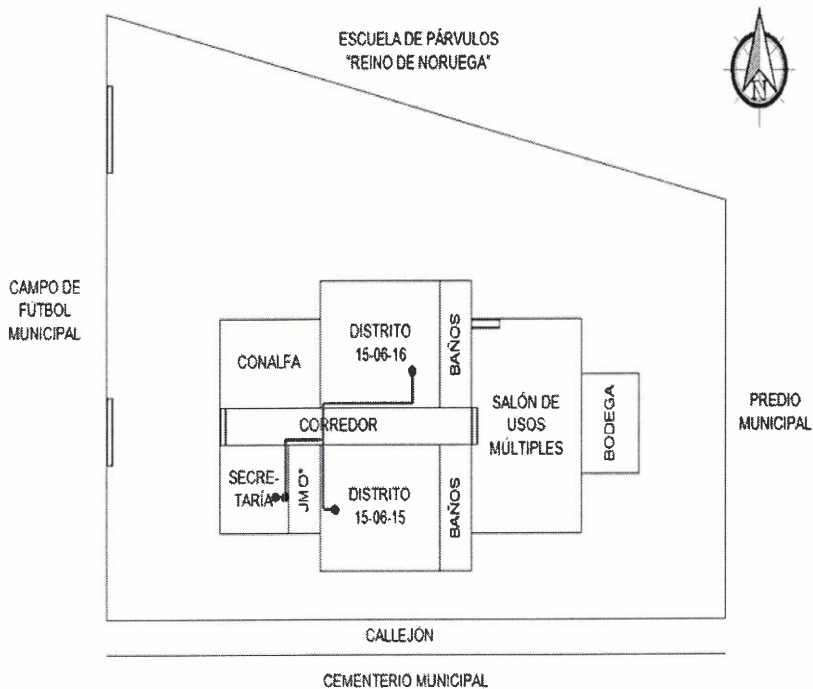 ESCUELA DE PÁRVULOS
"REINO DE NORUEGA"
N
CAMPO DE
FÚTBOL
MUNICIPAL
CONALFA
DISTRITO
15-06-16
BAÑOS
SALÓN DE
USOS
MÚLTIPLES
BODEGA
PREDIO
MUNICIPAL
CORREDOR
SECRE-
TARÍA
JM O*
DISTRITO
15-06-15
BAÑOS
CALLEJÓN
CEMENTERIO MUNICIPAL